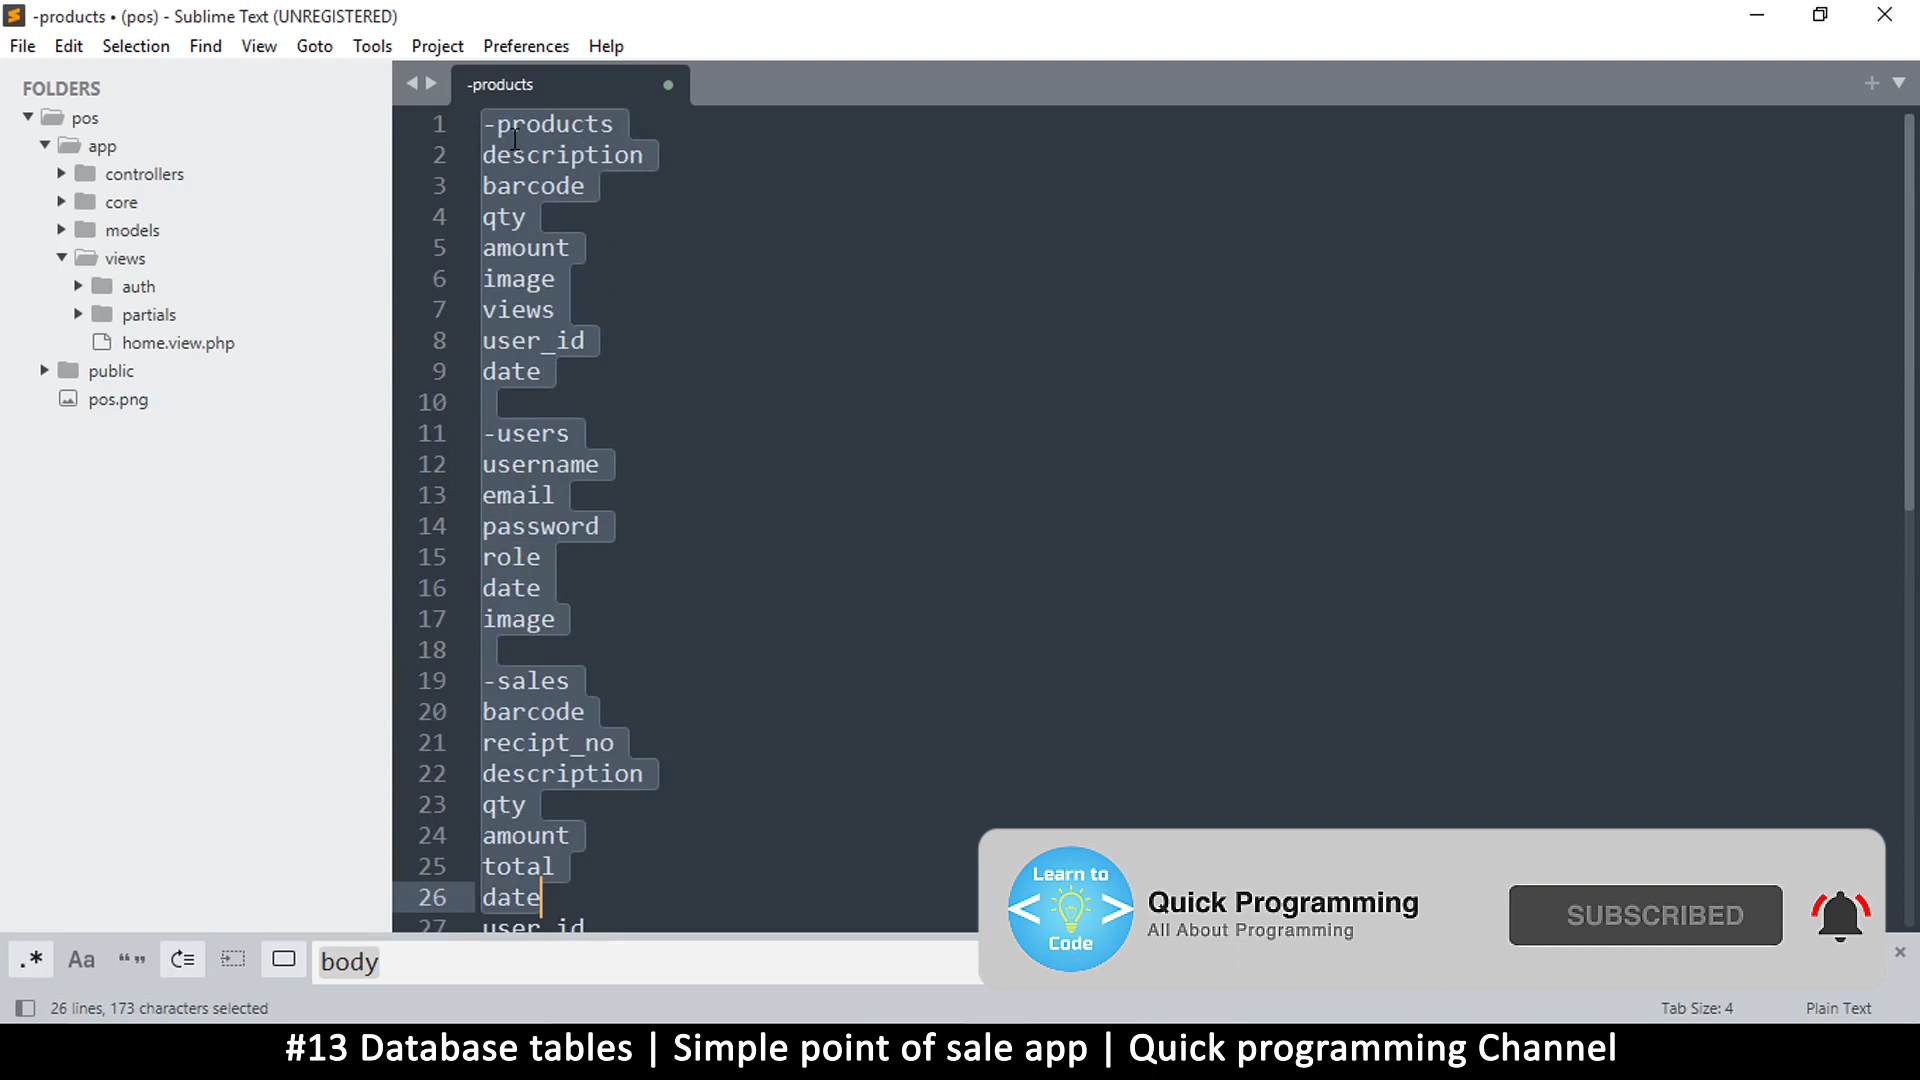 -products • (pos) - Sublime Text (UNREGISTERED)
File Edit Selection Find View Goto Tools Project Preferences Help
FOLDERS
pos
app
controllers
core
models
views
auth
partials
home.view.php
public
pos.png
-products
1 -products
2 description
3 barcode
4 qty
5 amount
6 image
7 views
8 user_id
9 date
10
11 -users
12 username
13 email
14 password
15 role
16 date
17 image
18
19 -sales
20 barcode
21 recipt_no
22 description
23 qty
24 amount
25 total
26 date
27 user_id
.* Aa “” body
Learn to
Code
Quick Programming
All About Programming
SUBSCRIBED
26 lines, 173 characters selected
Tab Size: 4 Plain Text
#13 Database tables | Simple point of sale app | Quick programming Channel